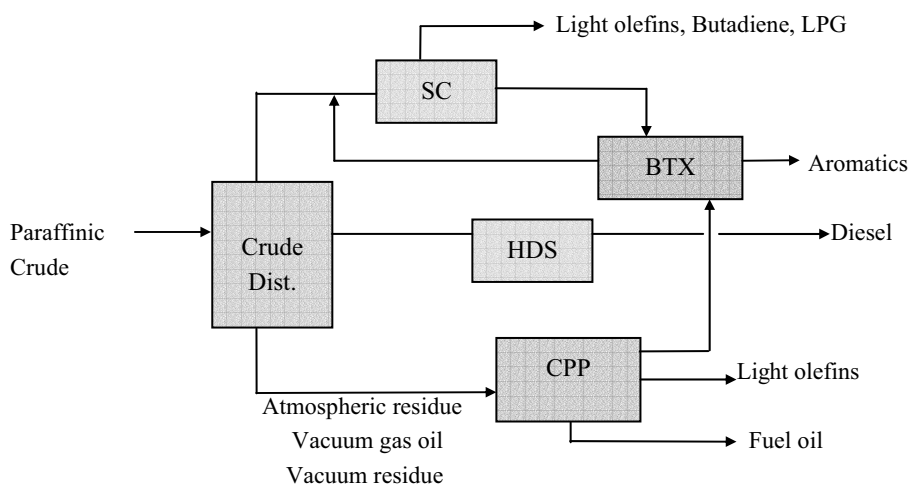 Light olefins, Butadiene, LPG
SC
BTX
Aromatics
Paraffinic
Crude
Crude
Dist.
HDS
Diesel
CPP
Light olefins
Atmospheric residue
Vacuum gas oil
Vacuum residue
Fuel oil